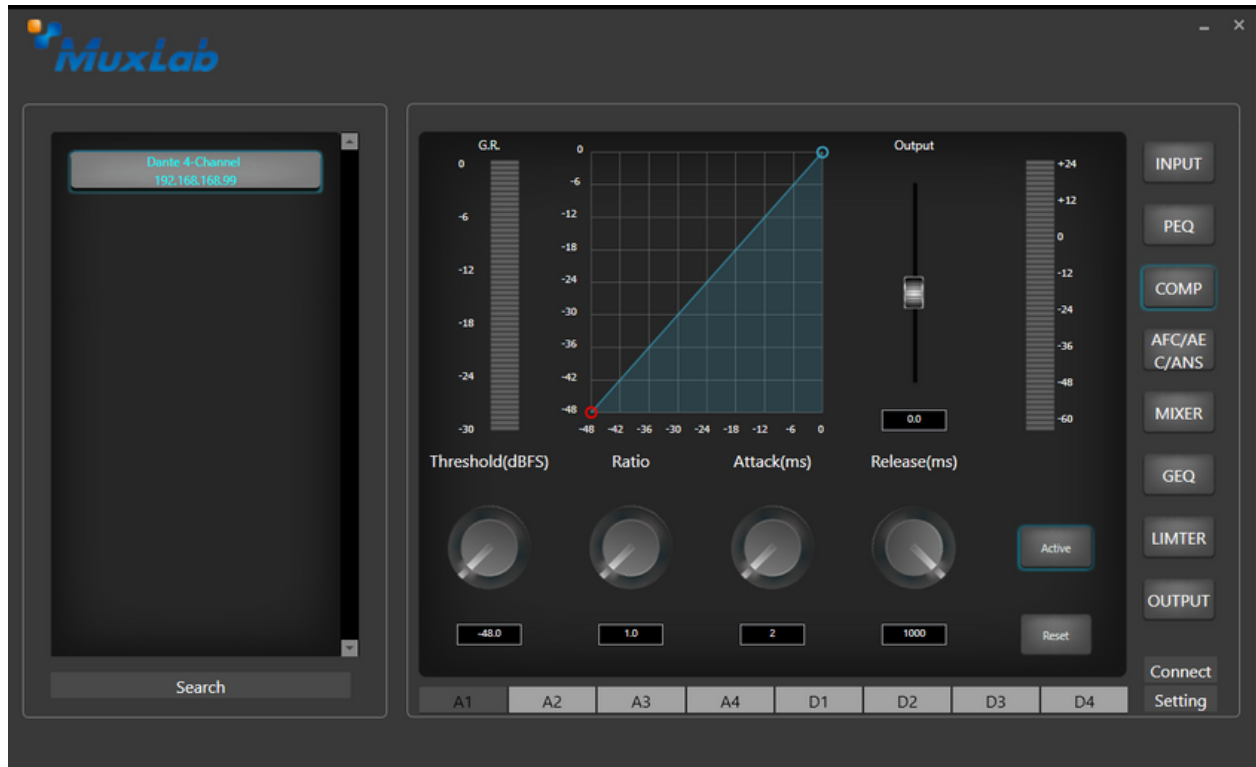 MuxLab
Dante 4-Channel
192.168.168.99
Search
G.R.
0
-6
-12
-18
-24
-30
0
-6
-12
-18
-24
-30
-36
-42
-48
-48 -42 -36 -30 -24 -18 -12 -6 0
Output
0.0
+24
+12
0
-12
-24
-36
-48
-60
Threshold(dBFS) Ratio Attack(ms) Release(ms)
-48.0 1.0 2 1000
Active
Reset
A1 A2 A3 A4 D1 D2 D3 D4
INPUT
PEQ
COMP
AFC/AE
C/ANS
MIXER
GEQ
LIMTER
OUTPUT
Connect
Setting